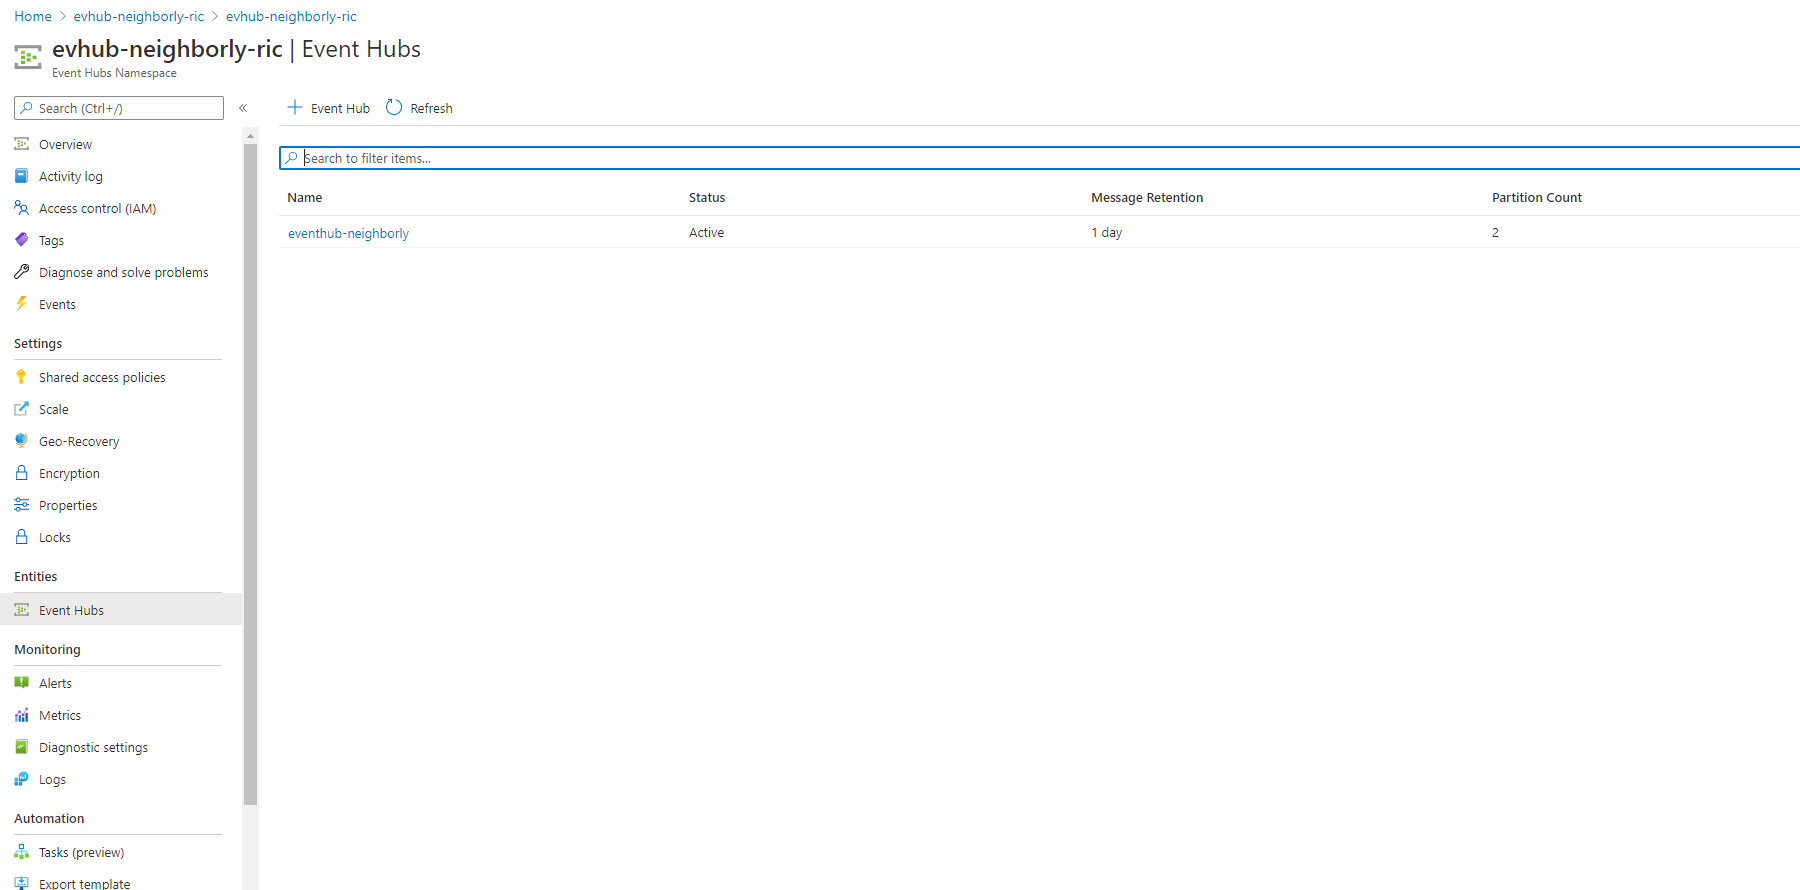 Home > evhub-neighborly-ric > evhub-neighborly-ric
evhub-neighborly-ric | Event Hubs
Event Hubs Namespace
Search (Ctrl+/)
«
Overview
Activity log
Access control (IAM)
Tags
Diagnose and solve problems
Events
Settings
Shared access policies
Scale
Geo-Recovery
Encryption
Properties
Locks
Entities
Event Hubs
Monitoring
Alerts
Metrics
Diagnostic settings
Logs
Automation
Tasks (preview)
Export template
+ Event Hub Refresh
Search to filter items...
Name Status Message Retention Partition Count
eventhub-neighborly Active 1 day 2